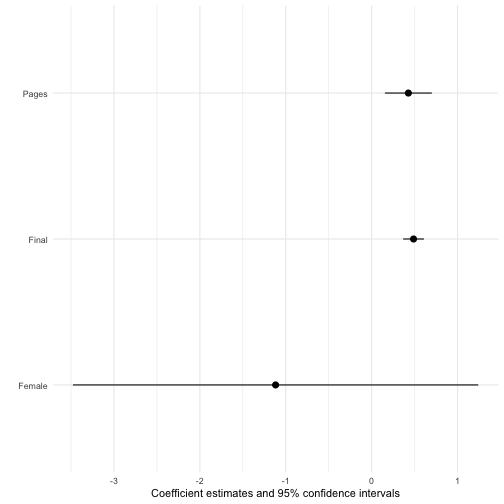 Pages
Final
Female
-3 -2 -1 0 1
Coefficient estimates and 95% confidence intervals